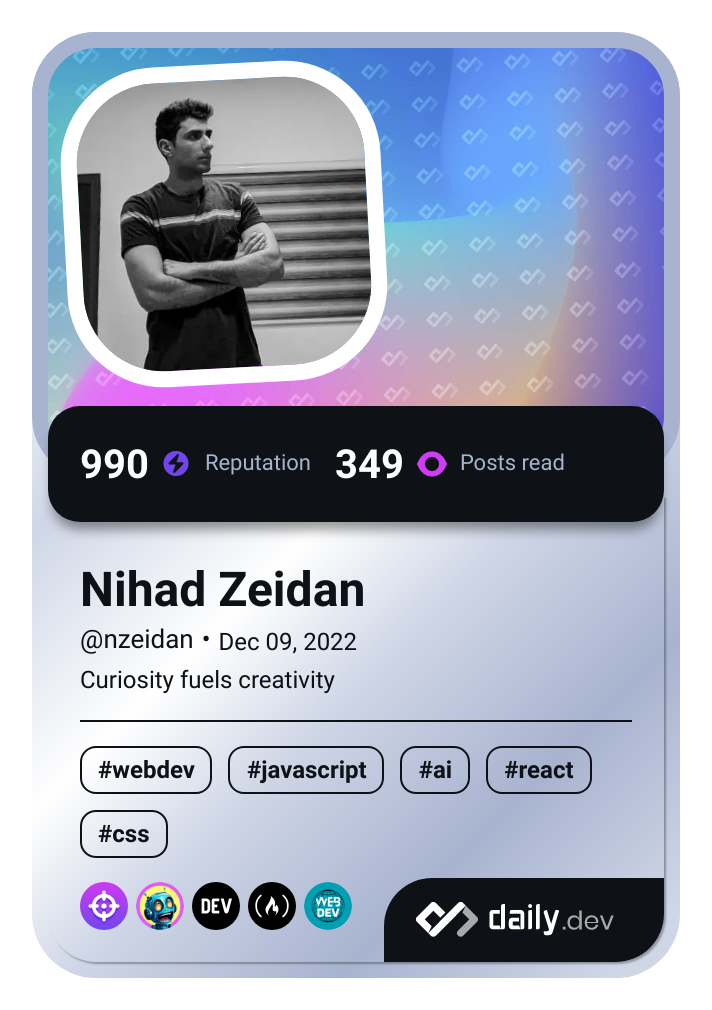 990 Reputation 349 Posts read
Nihad Zeidan
@nzeidan • Dec 09, 2022
Curiosity fuels creativity
#webdev #javascript #ai #react
#css
DEV WEB DEV daily.dev